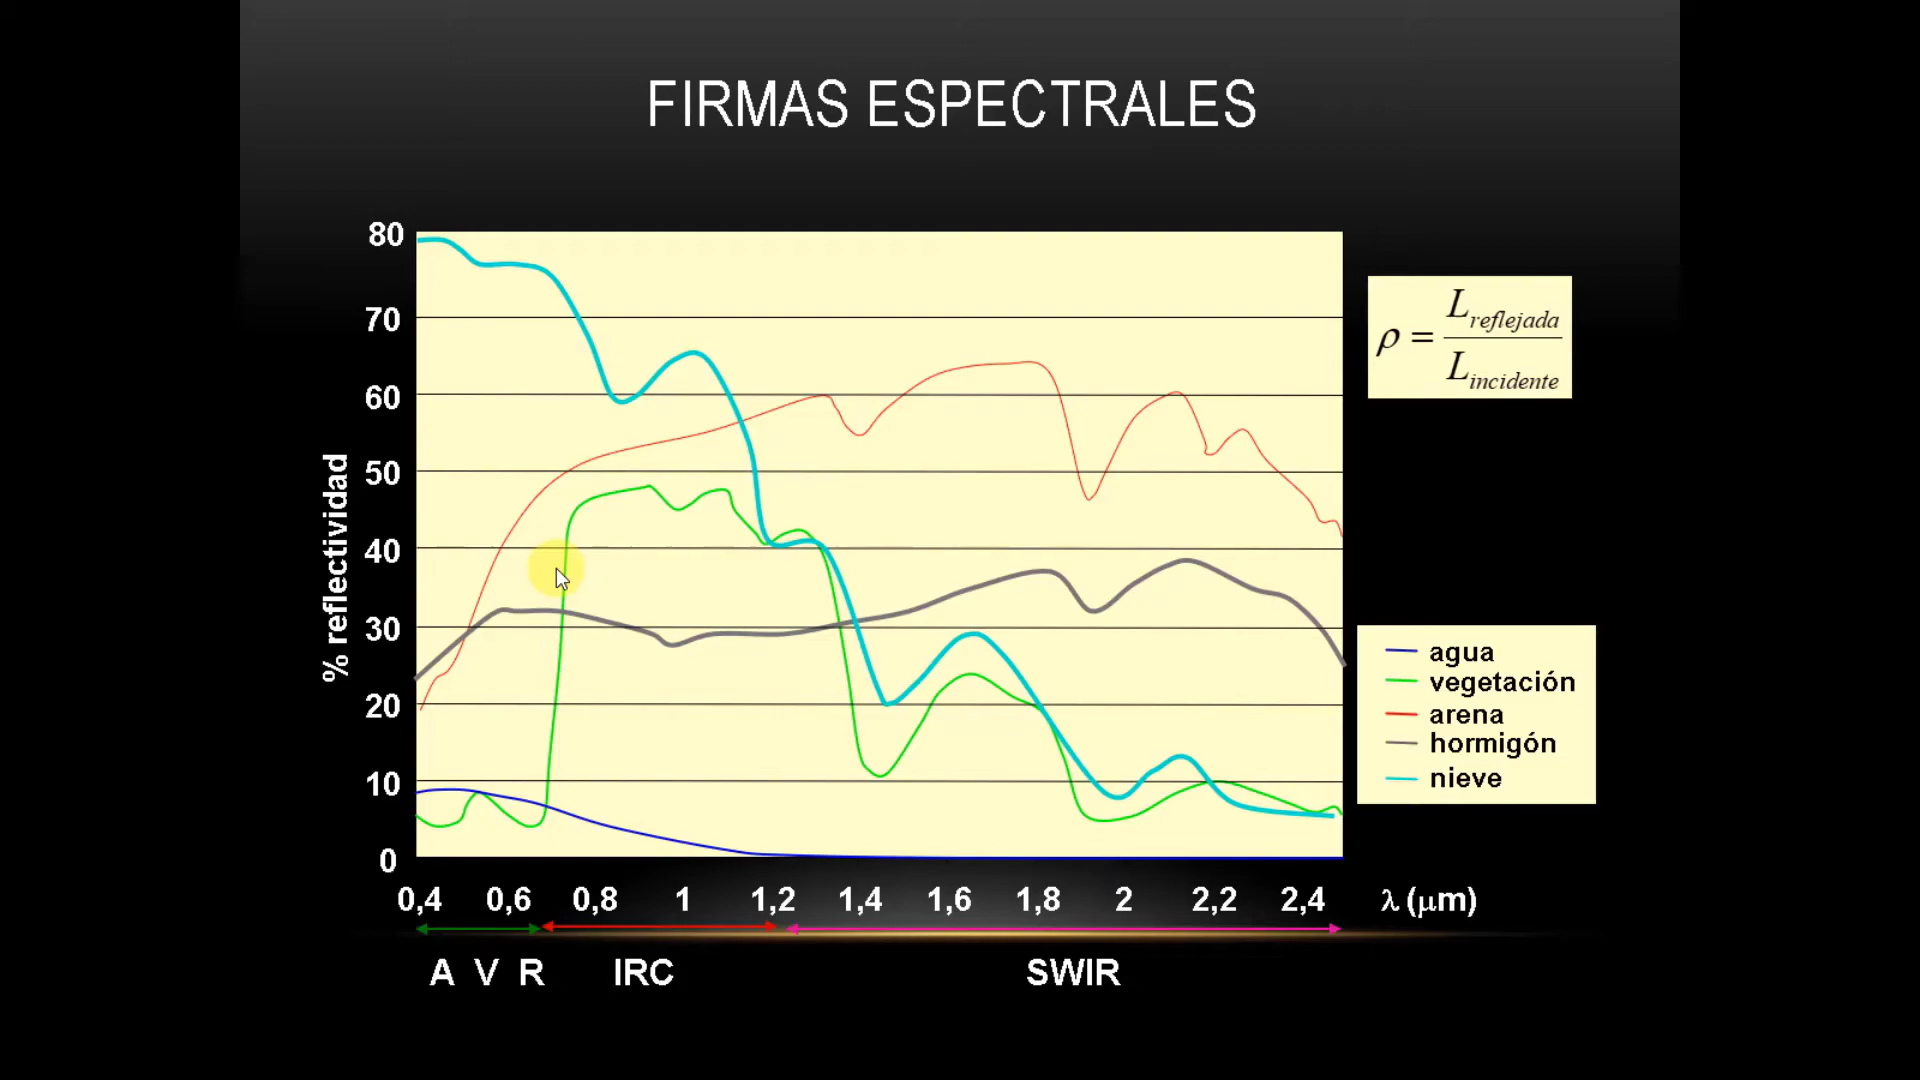 FIRMAS ESPECTRALES
80
70
60
50
40
30
20
10
0
% reflectividad
ρ = L reflejada / L incidente
agua
vegetación
arena
hormigón
nieve
0,4 0,6 0,8 1 1,2 1,4 1,6 1,8 2 2,2 2,4 λ (μm)
A V R IRC SWIR